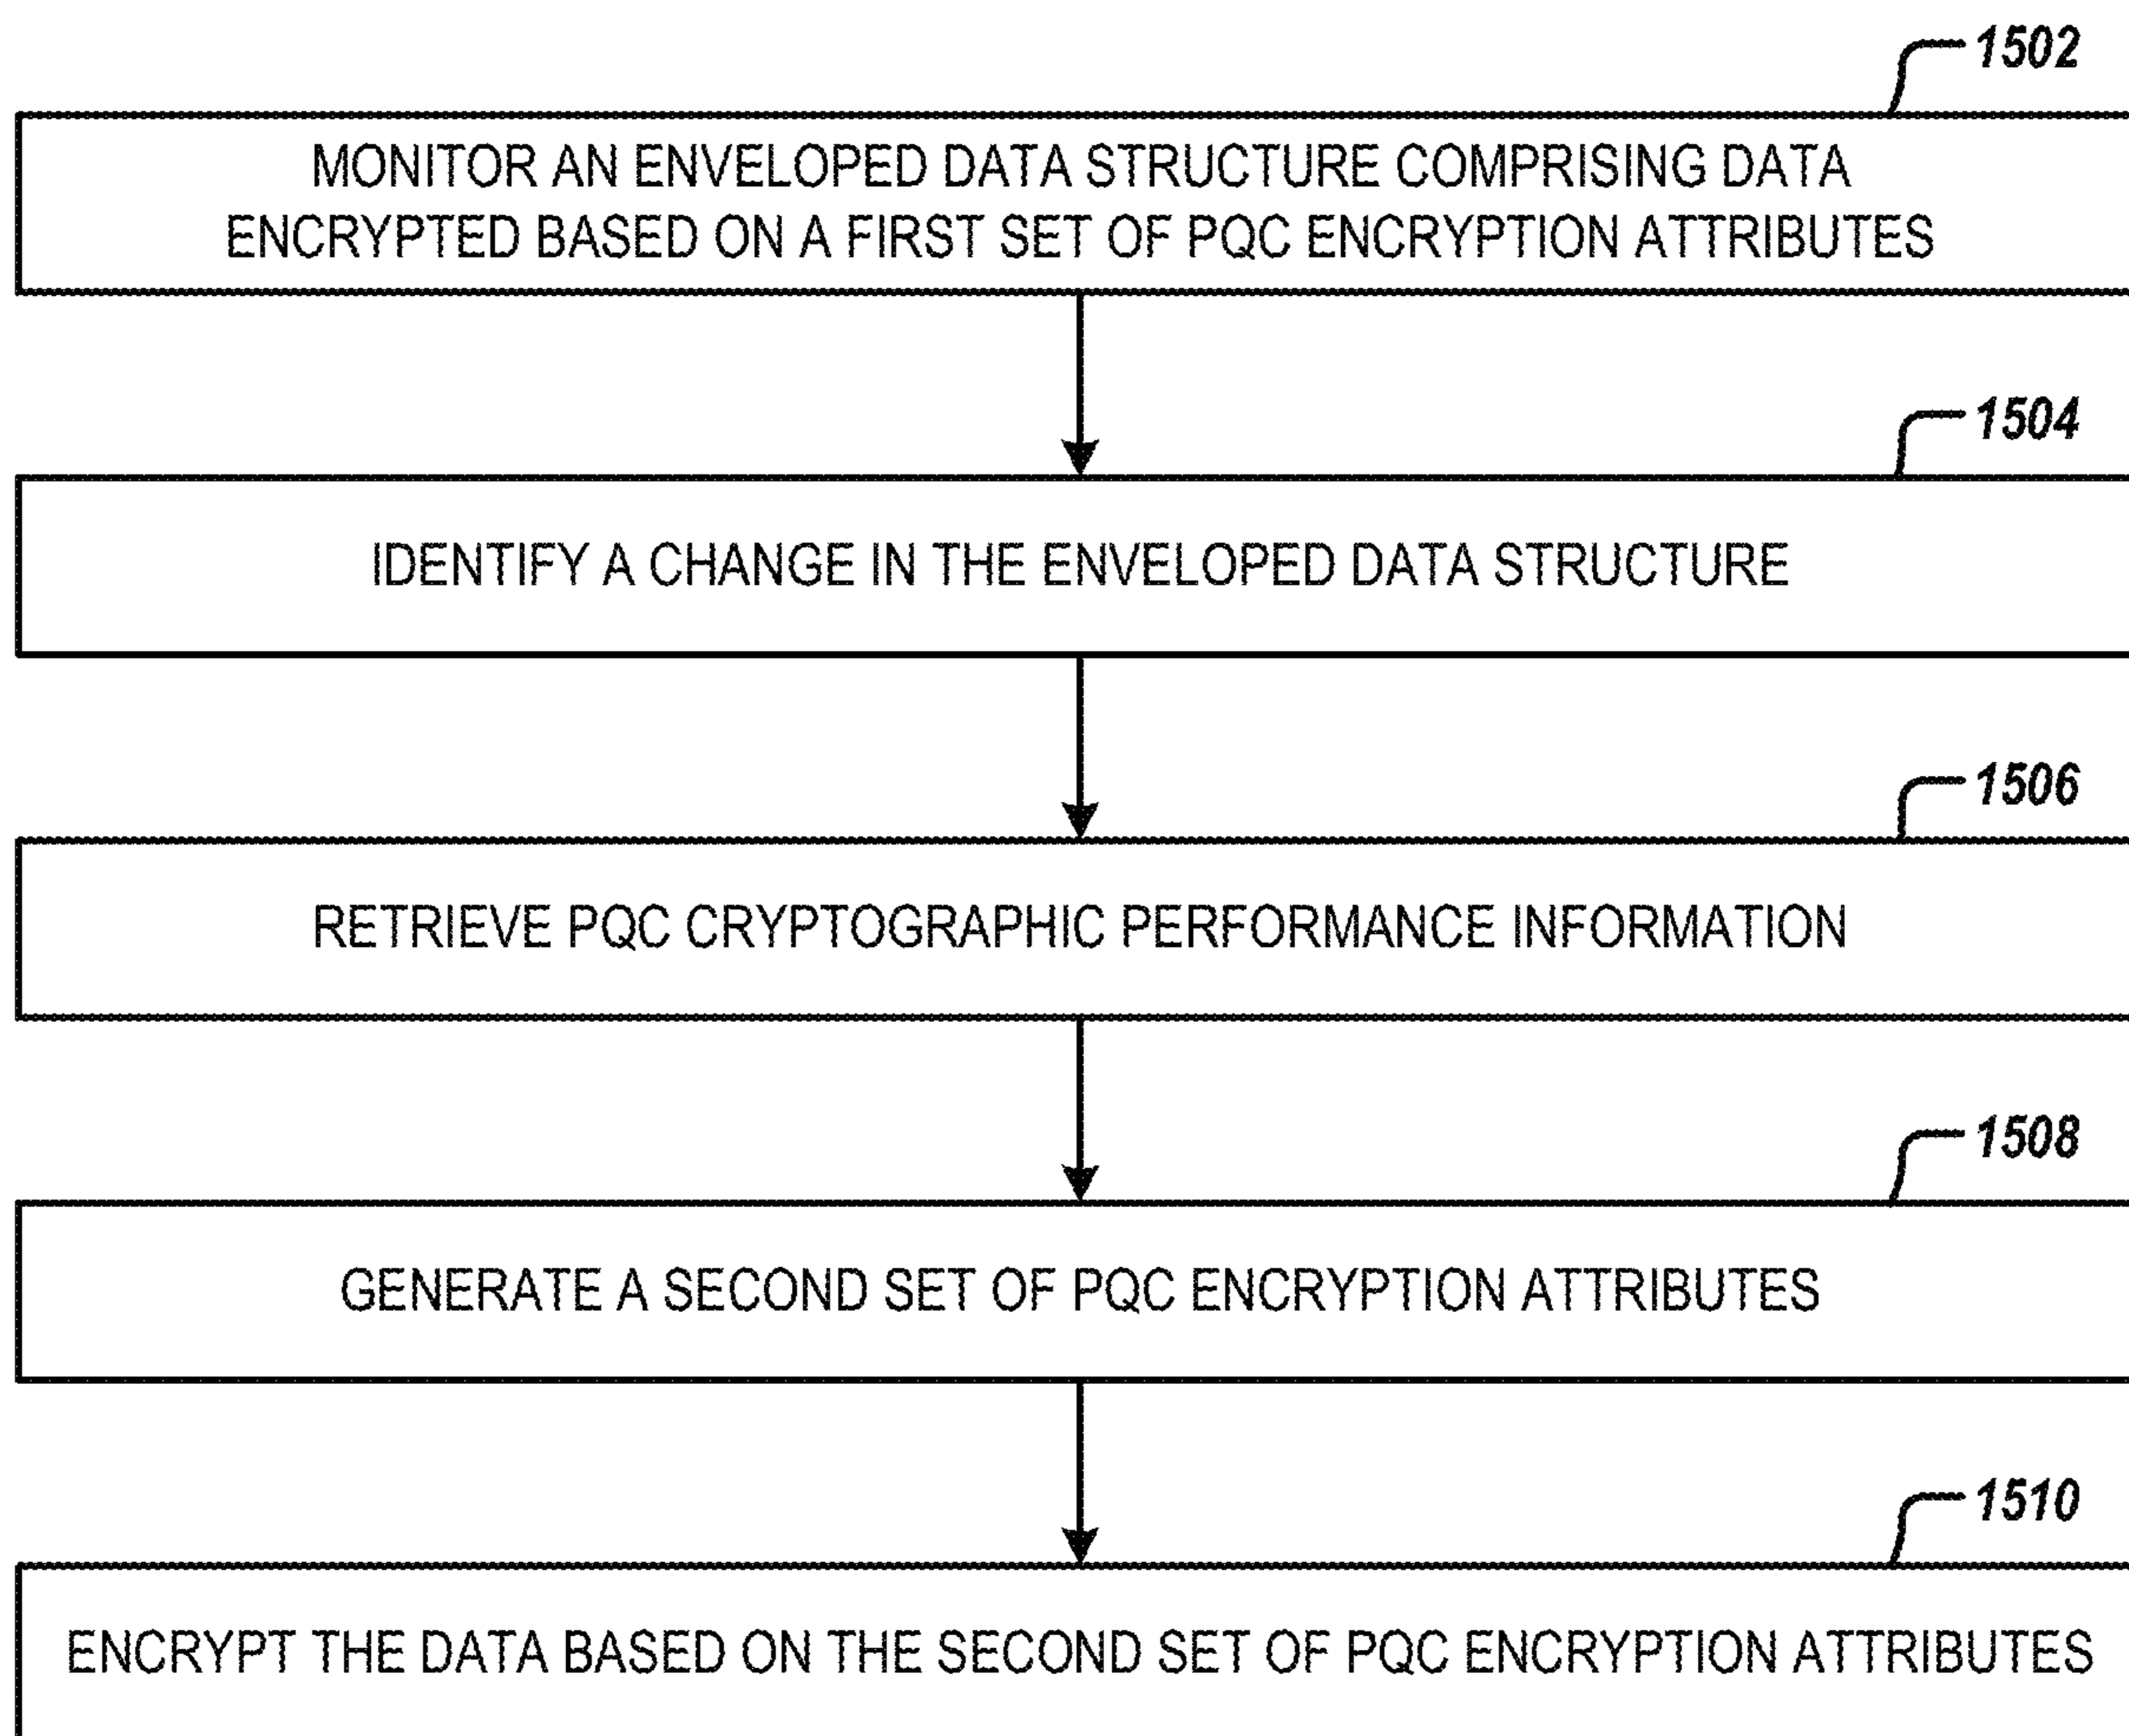 1502
MONITOR AN ENVELOPED DATA STRUCTURE COMPRISING DATA
ENCRYPTED BASED ON A FIRST SET OF PQC ENCRYPTION ATTRIBUTES
1504
IDENTIFY A CHANGE IN THE ENVELOPED DATA STRUCTURE
1506
RETRIEVE PQC CRYPTOGRAPHIC PERFORMANCE INFORMATION
1508
GENERATE A SECOND SET OF PQC ENCRYPTION ATTRIBUTES
1510
ENCRYPT THE DATA BASED ON THE SECOND SET OF PQC ENCRYPTION ATTRIBUTES